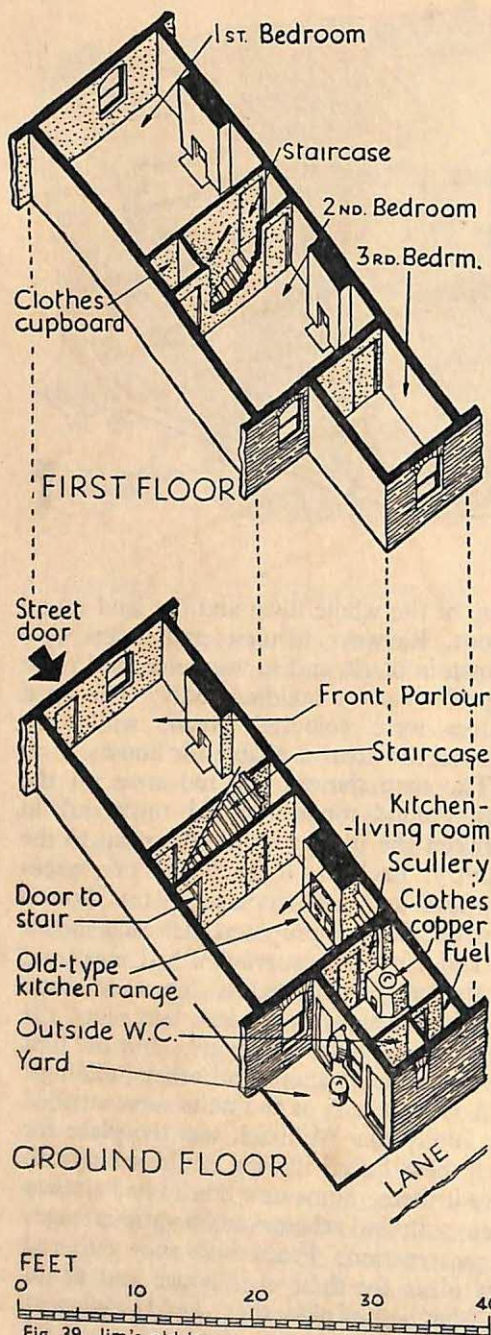 1ST. Bedroom
Staircase
2ND. Bedroom
3RD. Bedrm.
Clothes
cupboard
FIRST FLOOR
Street
door
Front Parlour
Staircase
Kitchen-
-living room
Scullery
Clothes
copper
Fuel
Door to
stair
Old-type
kitchen range
Outside W.C.
Yard
GROUND FLOOR
LANE
FEET
0 10 20 30 40
Fig. 39